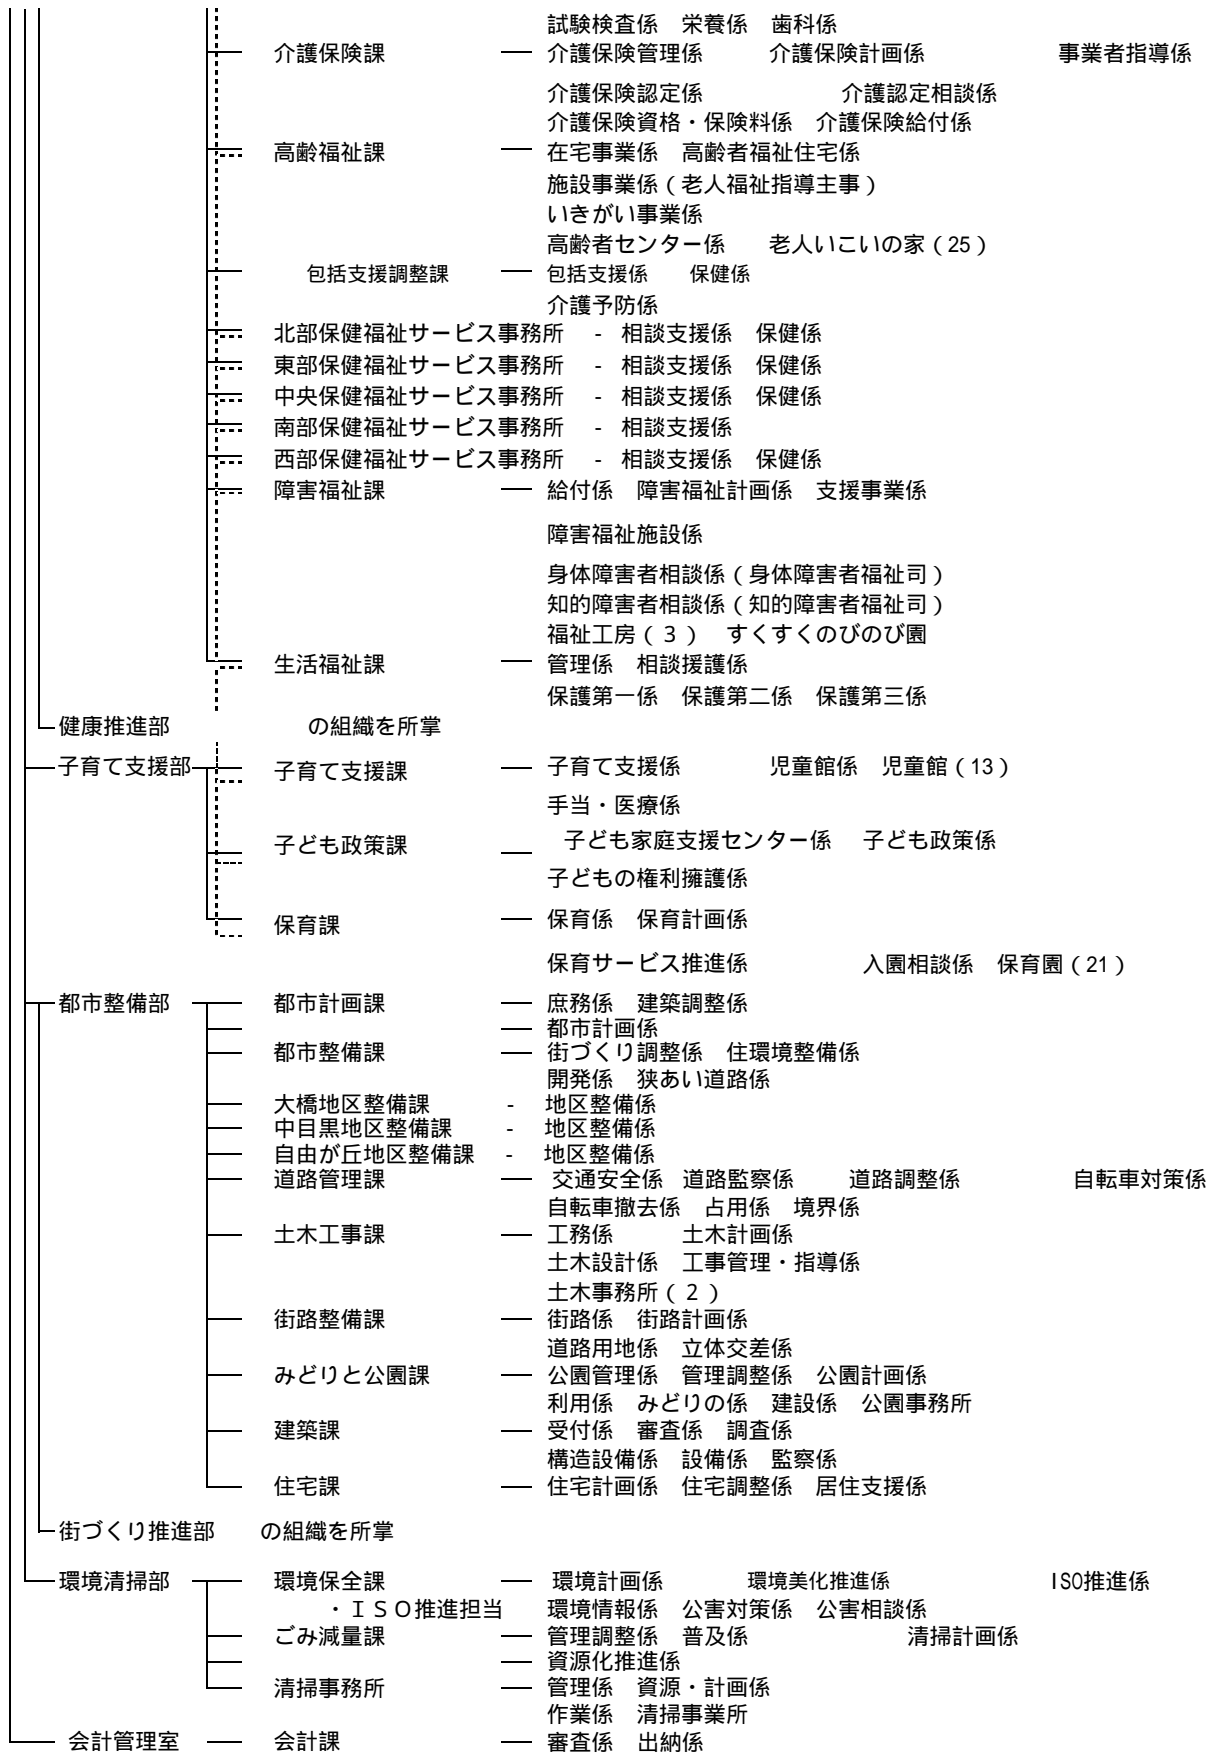 試験検査係　栄養係　歯科係
介護保険課　介護保険管理係　介護保険計画係　事業者指導係
介護保険認定係　介護認定相談係
介護保険資格・保険料係　介護保険給付係
高齢福祉課　在宅事業係　高齢者福祉住宅係
施設事業係（老人福祉指導主事）
いきがい事業係
高齢者センター係　老人いこいの家（25）
包括支援調整課　包括支援係　保健係
介護予防係
北部保健福祉サービス事務所　-　相談支援係　保健係
東部保健福祉サービス事務所　-　相談支援係　保健係
中央保健福祉サービス事務所　-　相談支援係　保健係
南部保健福祉サービス事務所　-　相談支援係
西部保健福祉サービス事務所　-　相談支援係　保健係
障害福祉課　給付係　障害福祉計画係　支援事業係
障害福祉施設係
身体障害者相談係（身体障害者福祉司）
知的障害者相談係（知的障害者福祉司）
福祉工房（３）　すくすくのびのび園
生活福祉課　管理係　相談援護係
保護第一係　保護第二係　保護第三係
健康推進部　の組織を所掌
子育て支援部　子育て支援課　子育て支援係　児童館係　児童館（13）
手当・医療係
子ども政策課　子ども家庭支援センター係　子ども政策係
子どもの権利擁護係
保育課　保育係　保育計画係
保育サービス推進係　入園相談係　保育園（21）
都市整備部　都市計画課　庶務係　建築調整係
都市計画係
都市整備課　街づくり調整係　住環境整備係
開発係　狭あい道路係
大橋地区整備課　-　地区整備係
中目黒地区整備課　-　地区整備係
自由が丘地区整備課　-　地区整備係
道路管理課　交通安全係　道路監察係　道路調整係　自転車対策係
自転車撤去係　占用係　境界係
土木工事課　工務係　土木計画係
土木設計係　工事管理・指導係
土木事務所（２）
街路整備課　街路係　街路計画係
道路用地係　立体交差係
みどりと公園課　公園管理係　管理調整係　公園計画係
利用係　みどりの係　建設係　公園事務所
建築課　受付係　審査係　調査係
構造設備係　設備係　監察係
住宅課　住宅計画係　住宅調整係　居住支援係
街づくり推進部　の組織を所掌
環境清掃部　環境保全課　環境計画係　環境美化推進係　ISO推進係
・ＩＳＯ推進担当　環境情報係　公害対策係　公害相談係
ごみ減量課　管理調整係　普及係　清掃計画係
資源化推進係
清掃事務所　管理係　資源・計画係
作業係　清掃事業所
会計管理室　会計課　審査係　出納係